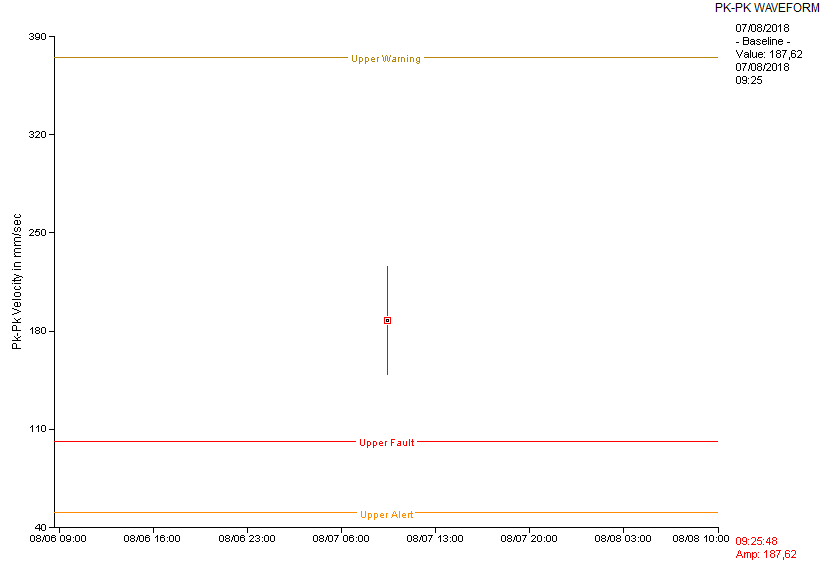 PK-PK WAVEFORM
07/08/2018
- Baseline -
Value: 187,62
07/08/2018
09:25
390
Upper Warning
320
250
Pk-Pk Velocity in mm/sec
180
110
Upper Fault
Upper Alert
40
08/06 09:00 08/06 16:00 08/06 23:00 08/07 06:00 08/07 13:00 08/07 20:00 08/08 03:00 08/08 10:00
09:25:48
Amp: 187,62